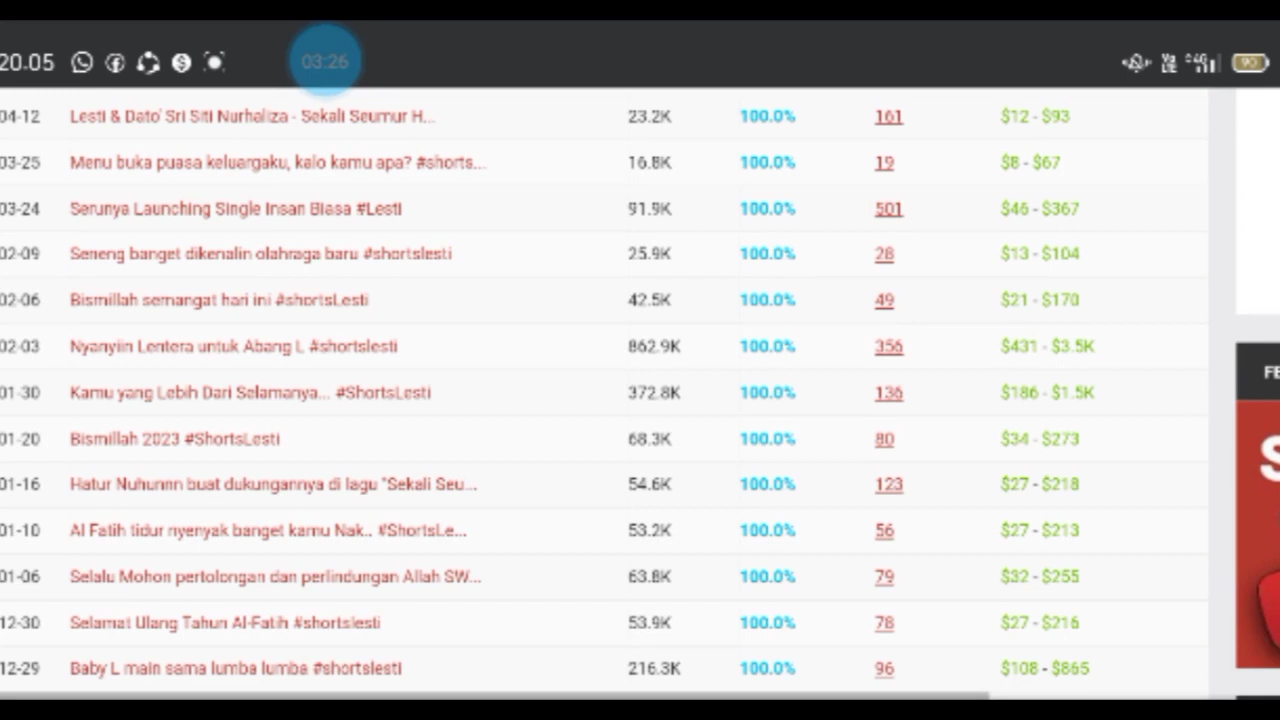 20.05 03:26 90
04-12 Lesti & Dato' Sri Siti Nurhaliza - Sekali Seumur H... 23.2K 100.0% 161 $12 - $93
03-25 Menu buka puasa keluargaku, kalo kamu apa? #shorts... 16.8K 100.0% 19 $8 - $67
03-24 Serunya Launching Single Insan Biasa #Lesti 91.9K 100.0% 501 $46 - $367
02-09 Seneng banget dikenalin olahraga baru #shortslesti 25.9K 100.0% 28 $13 - $104
02-06 Bismillah semangat hari ini #shortsLesti 42.5K 100.0% 49 $21 - $170
02-03 Nyanyiin Lentera untuk Abang L #shortslesti 862.9K 100.0% 356 $431 - $3.5K
01-30 Kamu yang Lebih Dari Selamanya... #ShortsLesti 372.8K 100.0% 136 $186 - $1.5K
01-20 Bismillah 2023 #ShortsLesti 68.3K 100.0% 80 $34 - $273
01-16 Hatur Nuhunnn buat dukungannya di lagu "Sekali Seu... 54.6K 100.0% 123 $27 - $218
01-10 Al Fatih tidur nyenyak banget kamu Nak.. #ShortsLe... 53.2K 100.0% 56 $27 - $213
01-06 Selalu Mohon pertolongan dan perlindungan Allah SW... 63.8K 100.0% 79 $32 - $255
12-30 Selamat Ulang Tahun Al-Fatih #shortslesti 53.9K 100.0% 78 $27 - $216
12-29 Baby L main sama lumba lumba #shortslesti 216.3K 100.0% 96 $108 - $865
FE
S